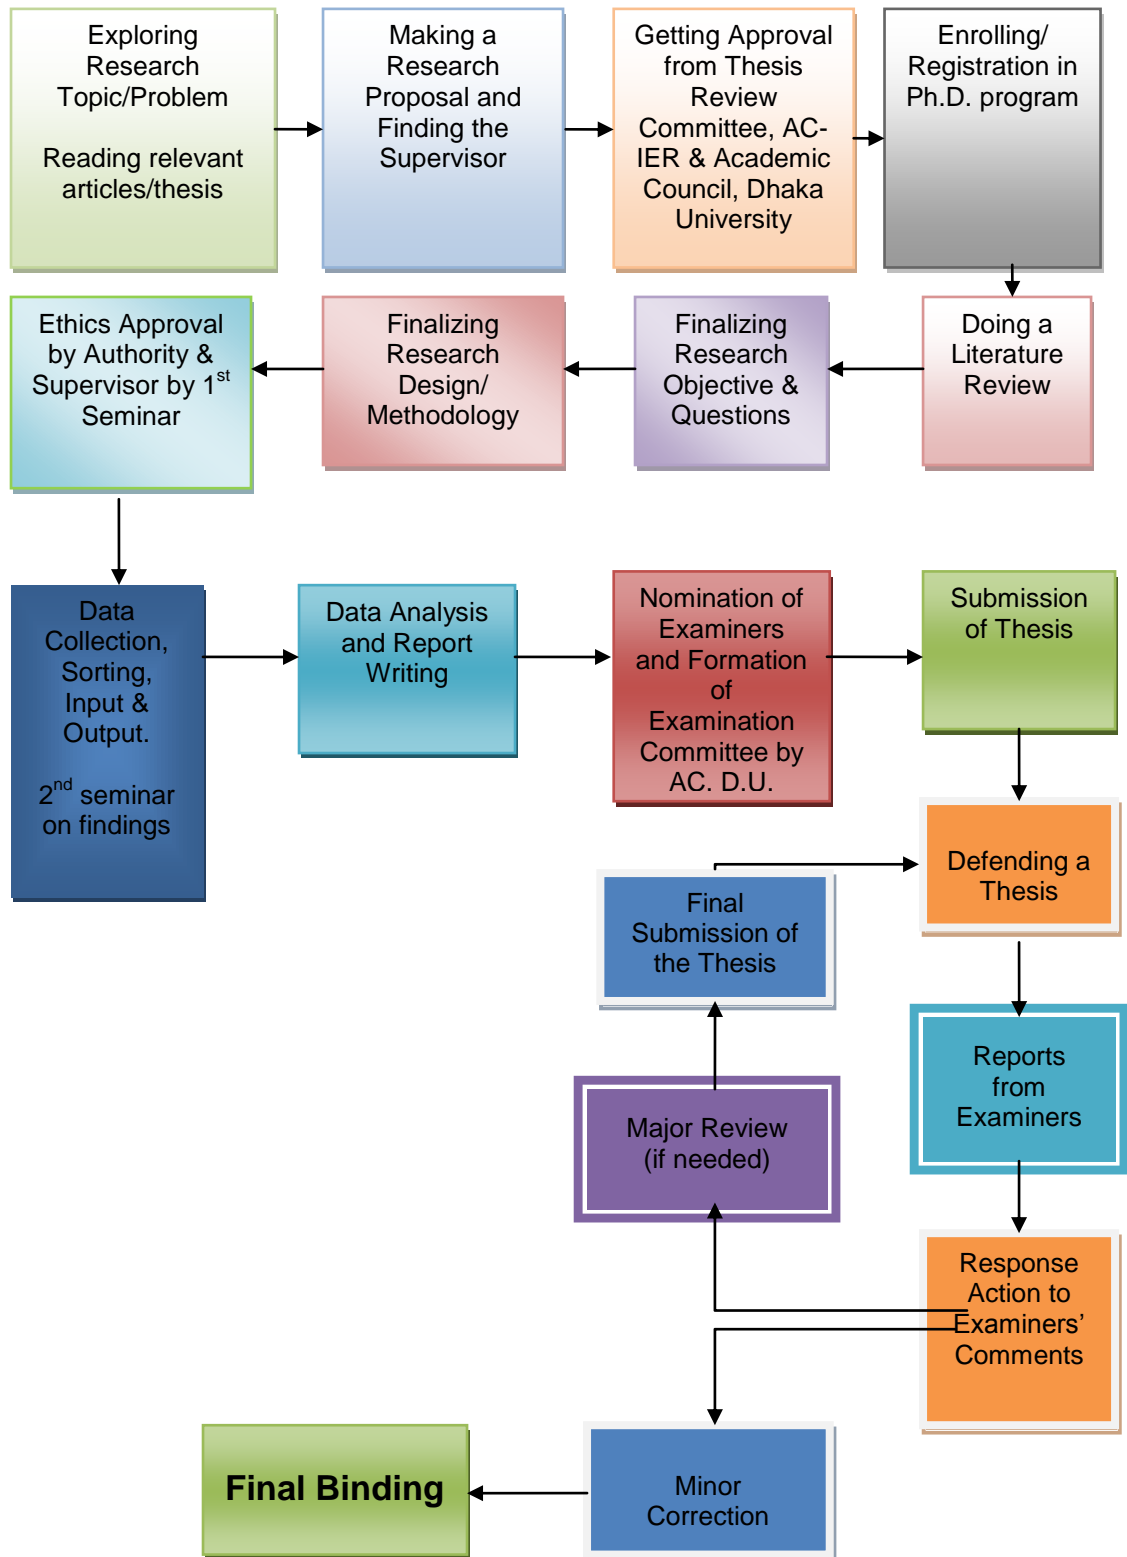 Exploring
Research
Topic/Problem
Reading relevant
articles/thesis
Making a
Research
Proposal and
Finding the
Supervisor
Getting Approval
from Thesis
Review
Committee, AC-
IER & Academic
Council, Dhaka
University
Enrolling/
Registration in
Ph.D. program
Doing a
Literature
Review
Finalizing
Research
Objective &
Questions
Finalizing
Research
Design/
Methodology
Ethics Approval
by Authority &
Supervisor by 1st
Seminar
Data
Collection,
Sorting,
Input &
Output.
2nd seminar
on findings
Data Analysis
and Report
Writing
Nomination of
Examiners
and Formation
of
Examination
Committee by
AC. D.U.
Submission
of Thesis
Defending a
Thesis
Reports
from
Examiners
Response
Action to
Examiners’
Comments
Major Review
(if needed)
Final
Submission of
the Thesis
Minor
Correction
Final Binding